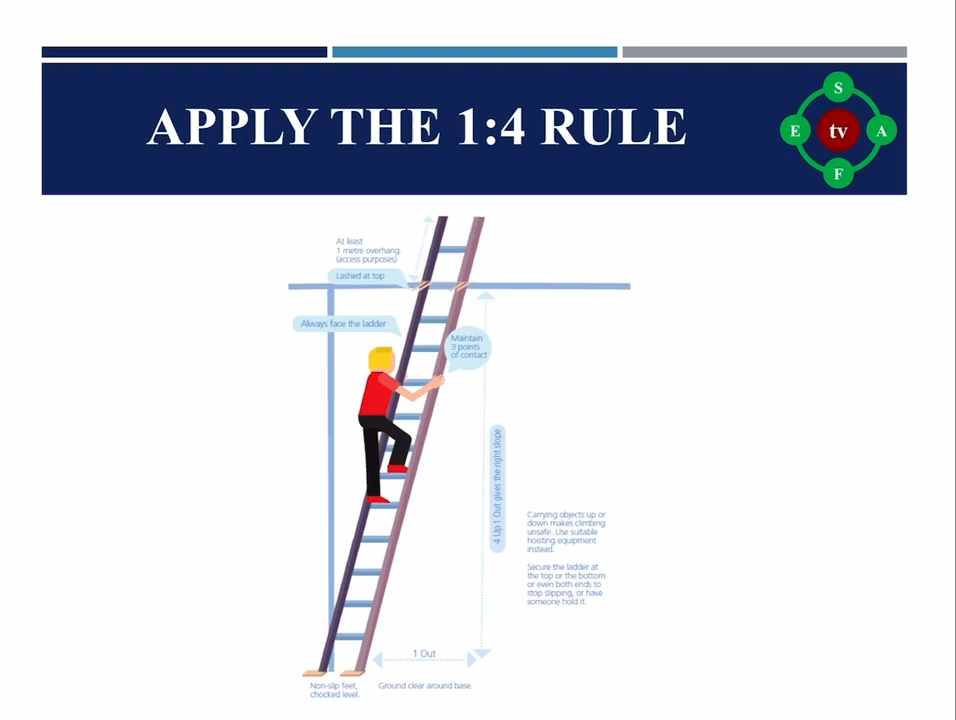 APPLY THE 1:4 RULE
S
E
tv
A
F
At least
1 metre overhang.
(access purposes)
Lashed at top
Always face the ladder
Maintain
3 points
of contact
4 Up 1 Out gives the right slope
Carrying objects up or
down makes climbing
unsafe. Use suitable
hoisting equipment
instead.
Secure the ladder at
the top or the bottom
or even both ends to
stop slipping, or have
someone hold it.
1 Out
Non-slip feet,
chocked level.
Ground clear around base.